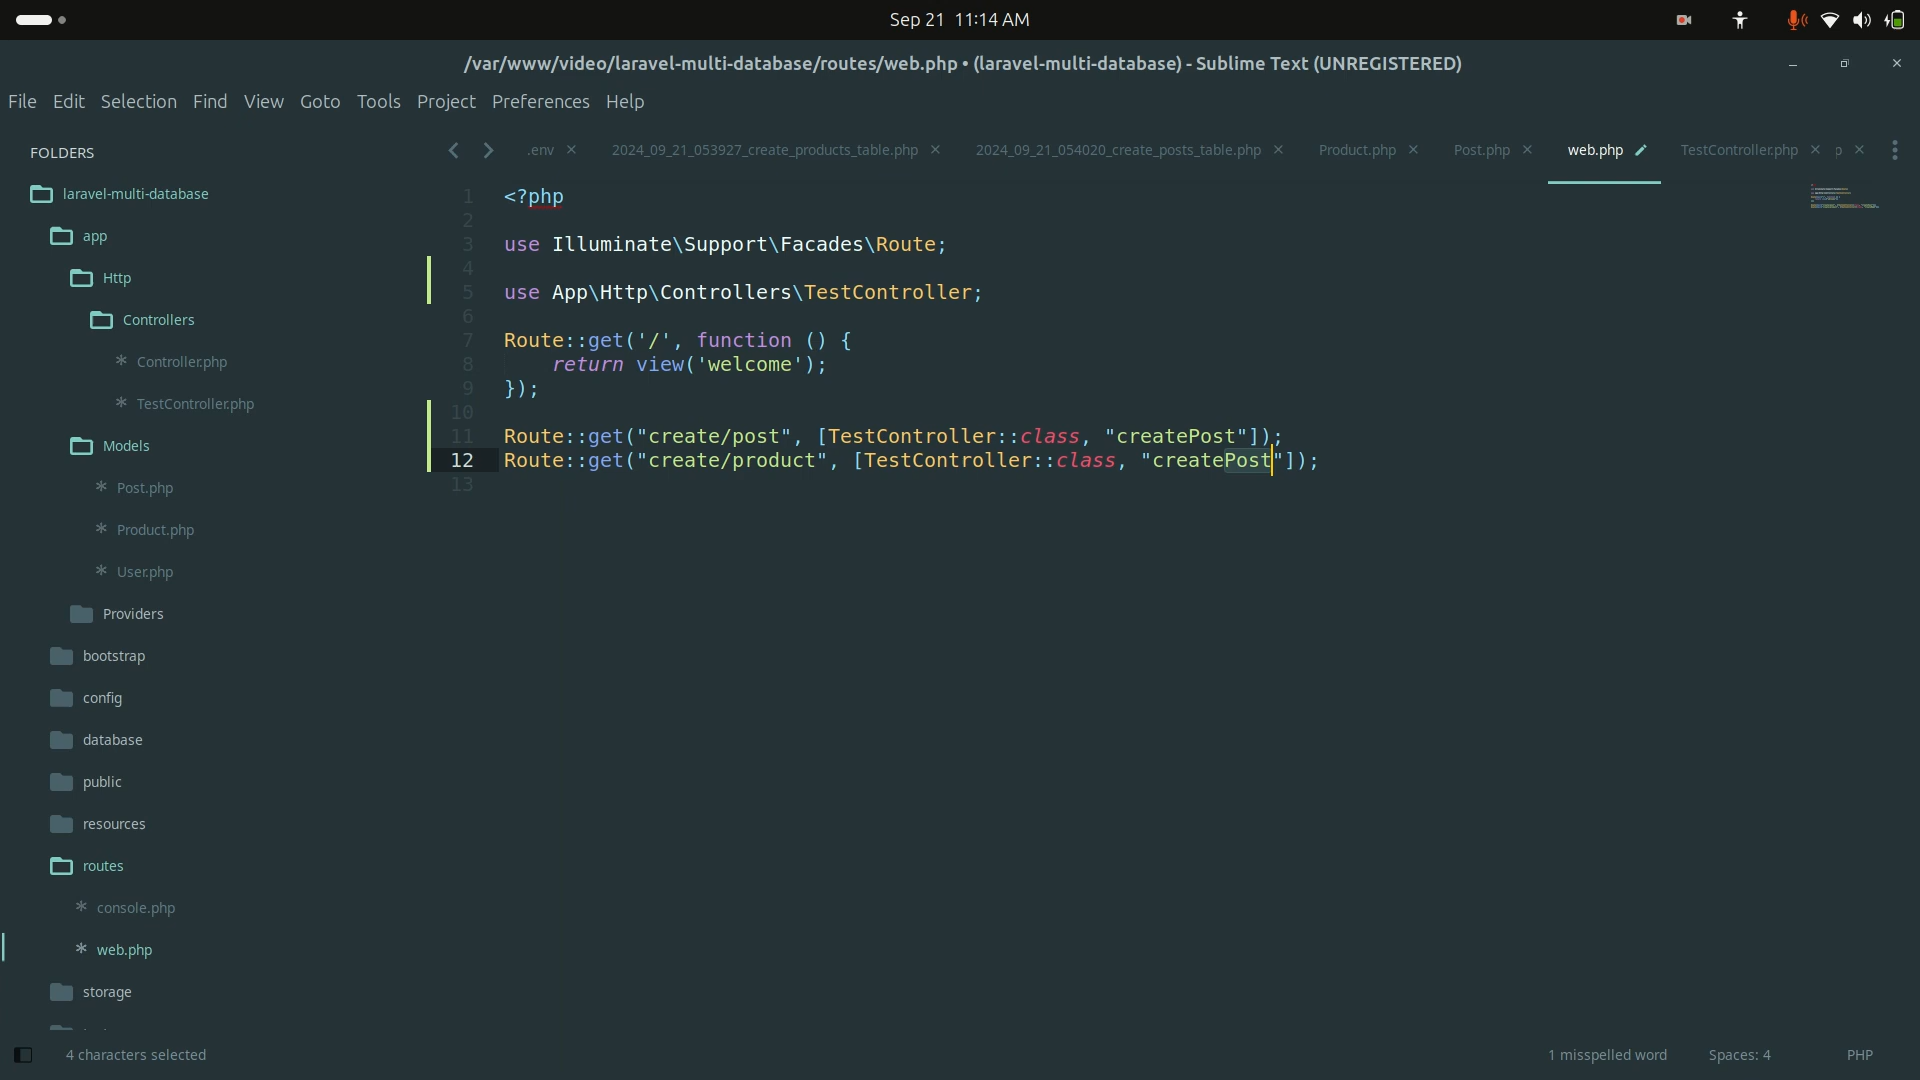 Sep 21 11:14 AM
/var/www/video/laravel-multi-database/routes/web.php • (laravel-multi-database) - Sublime Text (UNREGISTERED)
File Edit Selection Find View Goto Tools Project Preferences Help
FOLDERS
laravel-multi-database
app
Http
Controllers
Controller.php
TestController.php
Models
Post.php
Product.php
User.php
Providers
bootstrap
config
database
public
resources
routes
console.php
web.php
storage
.env 2024_09_21_053927_create_products_table.php 2024_09_21_054020_create_posts_table.php Product.php Post.php web.php TestController.php p
1 <?php
2
3 use Illuminate\Support\Facades\Route;
4
5 use App\Http\Controllers\TestController;
6
7 Route::get('/', function () {
8 return view('welcome');
9 });
10
11 Route::get("create/post", [TestController::class, "createPost"]);
12 Route::get("create/product", [TestController::class, "createPost"]);
13
4 characters selected
1 misspelled word Spaces: 4 PHP